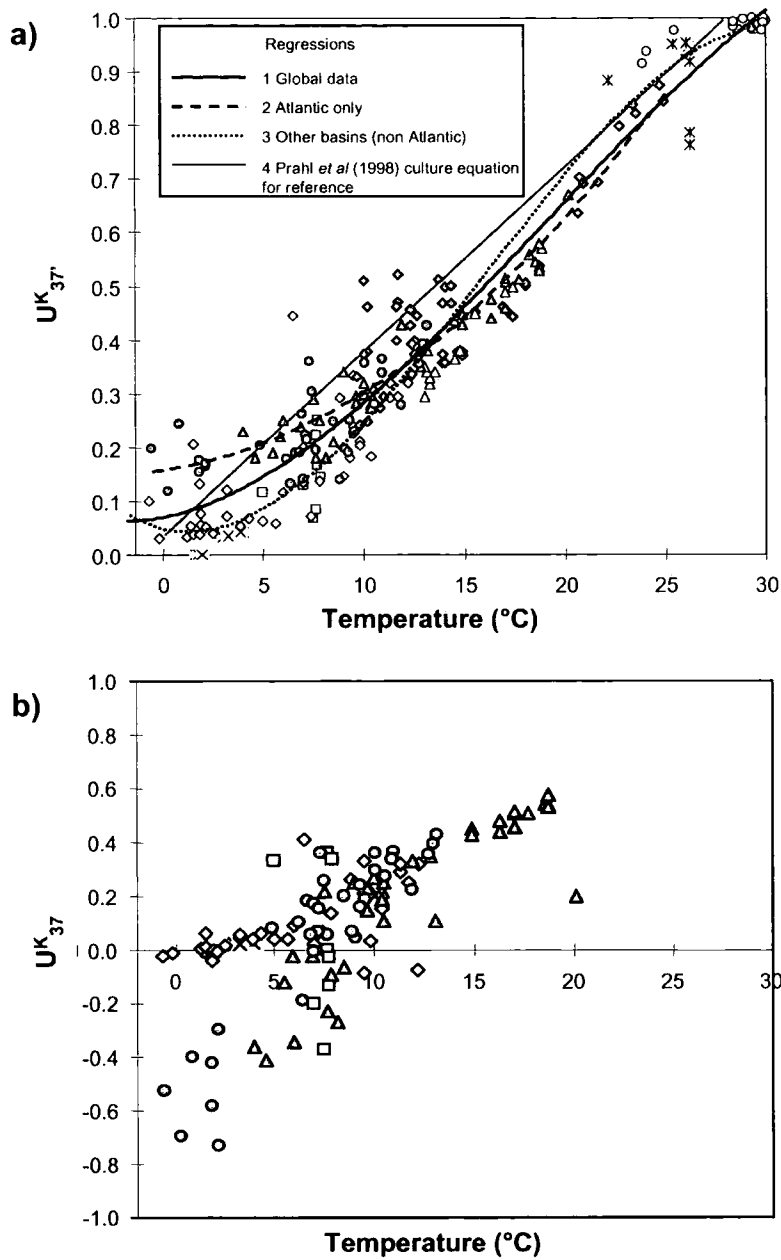 a)
Regressions
1 Global data
2 Atlantic only
3 Other basins (non Atlantic)
4 Prahl et al (1998) culture equation
for reference
1.0
0.9
0.8
0.7
0.6
0.5
0.4
0.3
0.2
0.1
0.0
U^K_37'
0 5 10 15 20 25 30
Temperature (°C)
b)
1.0
0.8
0.6
0.4
0.2
0.0
-0.2
-0.4
-0.6
-0.8
-1.0
U^K_37
0 5 10 15 20 25 30
Temperature (°C)